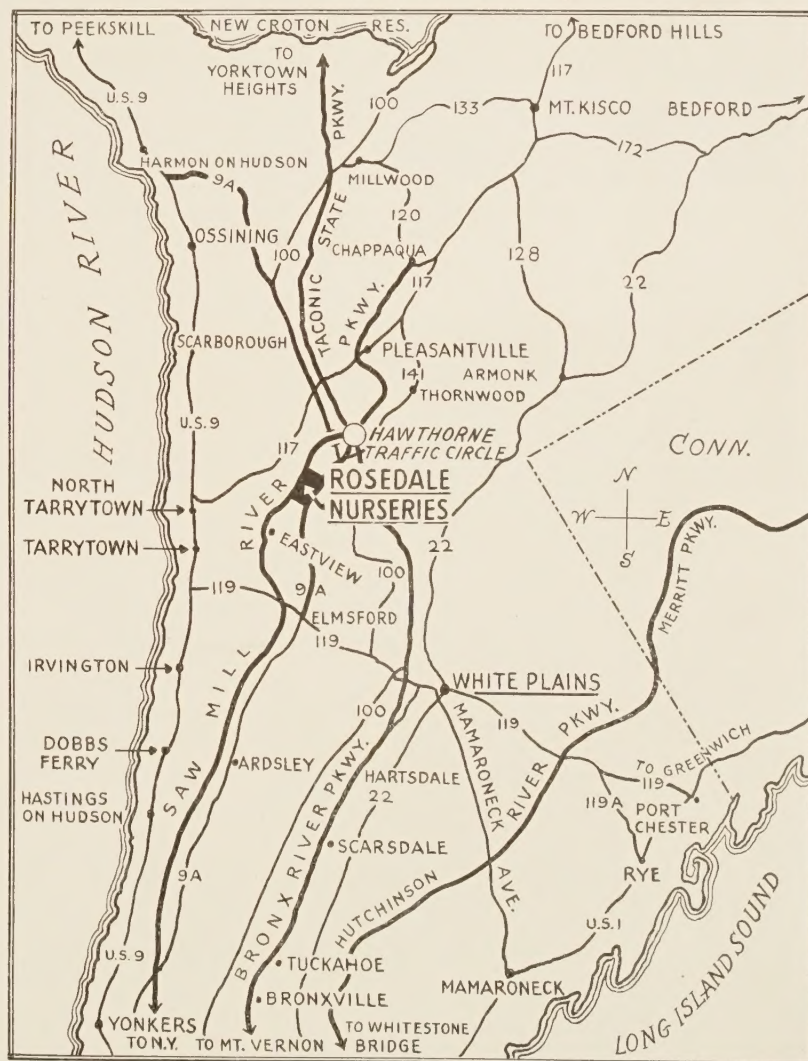 TO PEEKSKILL
NEW CROTON RES.
TO BEDFORD HILLS
TO
YORKTOWN
HEIGHTS
117
U.S.9
100
133
MT.KISCO
BEDFORD
PKWY.
HARMON ON HUDSON
9A
MILLWOOD
172
HUDSON RIVER
OSSINING
STATE
120
100
CHAPPAQUA
128
22
117
TACONIC
PKWY.
SCARBOROUGH
PLEASANTVILLE
ARMONK
141
THORNWOOD
U.S.9
117
HAWTHORNE
TRAFFIC CIRCLE
CONN.
ROSEDALE
NURSERIES
NORTH
TARRYTOWN
TARRYTOWN
RIVER
EASTVIEW
N
W E
S
MERRITT PKWY.
22
100
9A
119
ELMSFORD
119
IRVINGTON
WHITE PLAINS
100
119
MILL
SAW
DOBBS
FERRY
HASTINGS
ON HUDSON
ARDSLEY
BRONX RIVER PKWY.
HARTSDALE
22
MAMARONECK
AVE.
HUTCHINSON
RIVER
PKWY.
TO GREENWICH
119
119A
PORT
CHESTER
SCARSDALE
RYE
9A
U.S.1
U.S.9
TUCKAHOE
BRONXVILLE
MAMARONECK
LONG ISLAND SOUND
YONKERS
TO N.Y.
TO MT. VERNON
TO WHITESTONE
BRIDGE